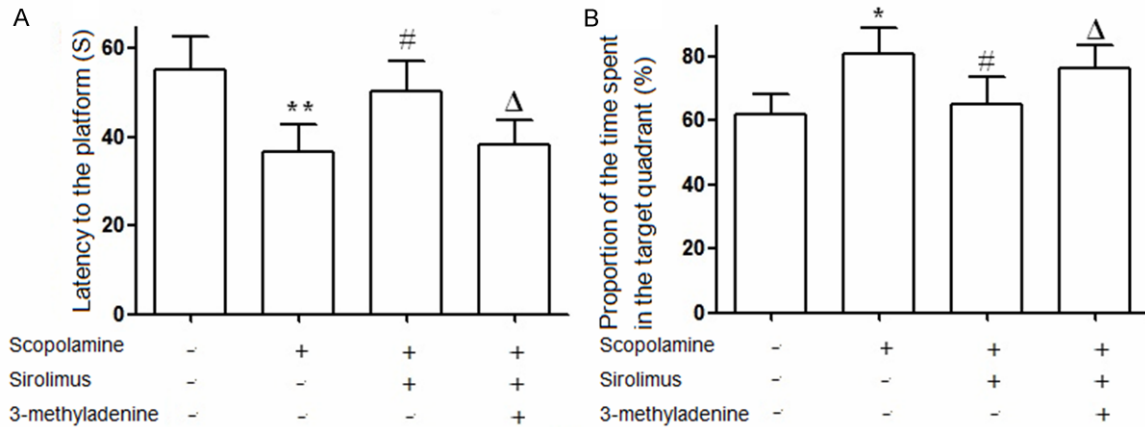 A
Latency to the platform (S)
60
40
20
0
**
#
Δ
Scopolamine - + + +
Sirolimus - - + +
3-methyladenine - - - +
B
Proportion of the time spent
in the target quadrant (%)
80
60
40
20
0
*
#
Δ
Scopolamine - + + +
Sirolimus - - + +
3-methyladenine - - - +